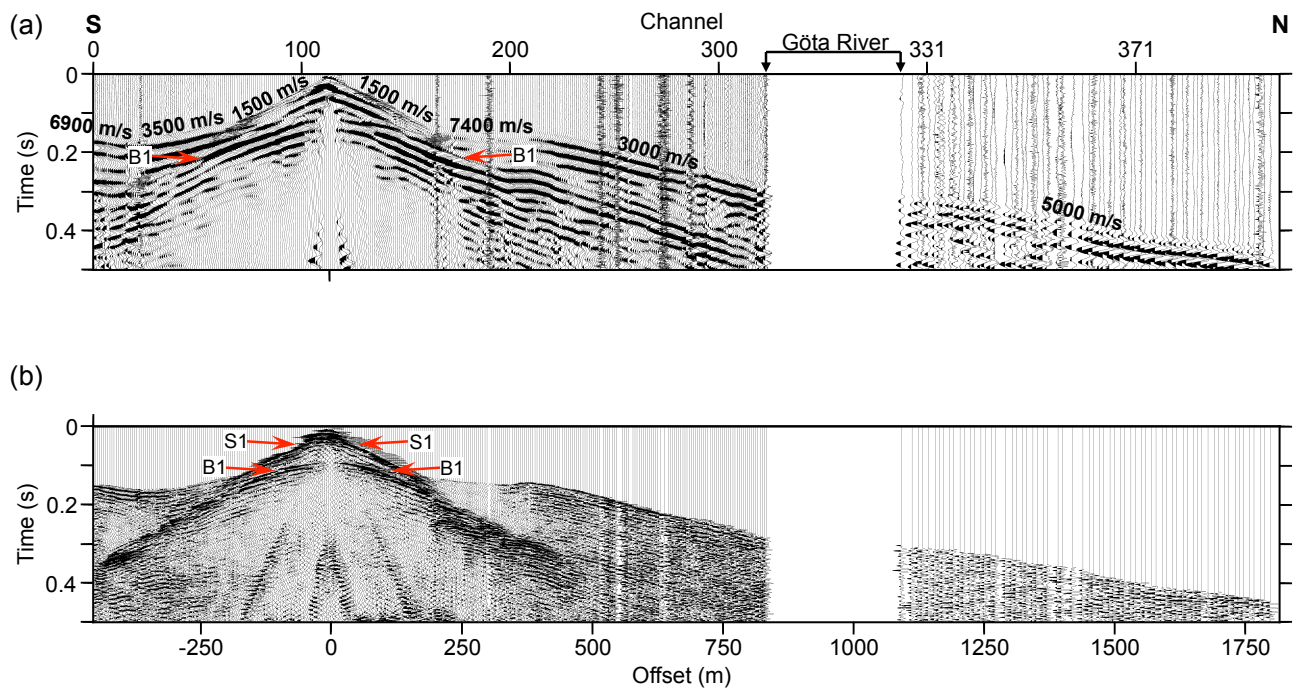 (a) S Channel N
0 100 200 300 Göta River 331 371
0
0.2
0.4
Time (s)
6900 m/s 3500 m/s 1500 m/s 1500 m/s 7400 m/s 3000 m/s 5000 m/s
B1 B1
(b)
0
0.2
0.4
Time (s)
S1 S1
B1 B1
-250 0 250 500 750 1000 1250 1500 1750
Offset (m)